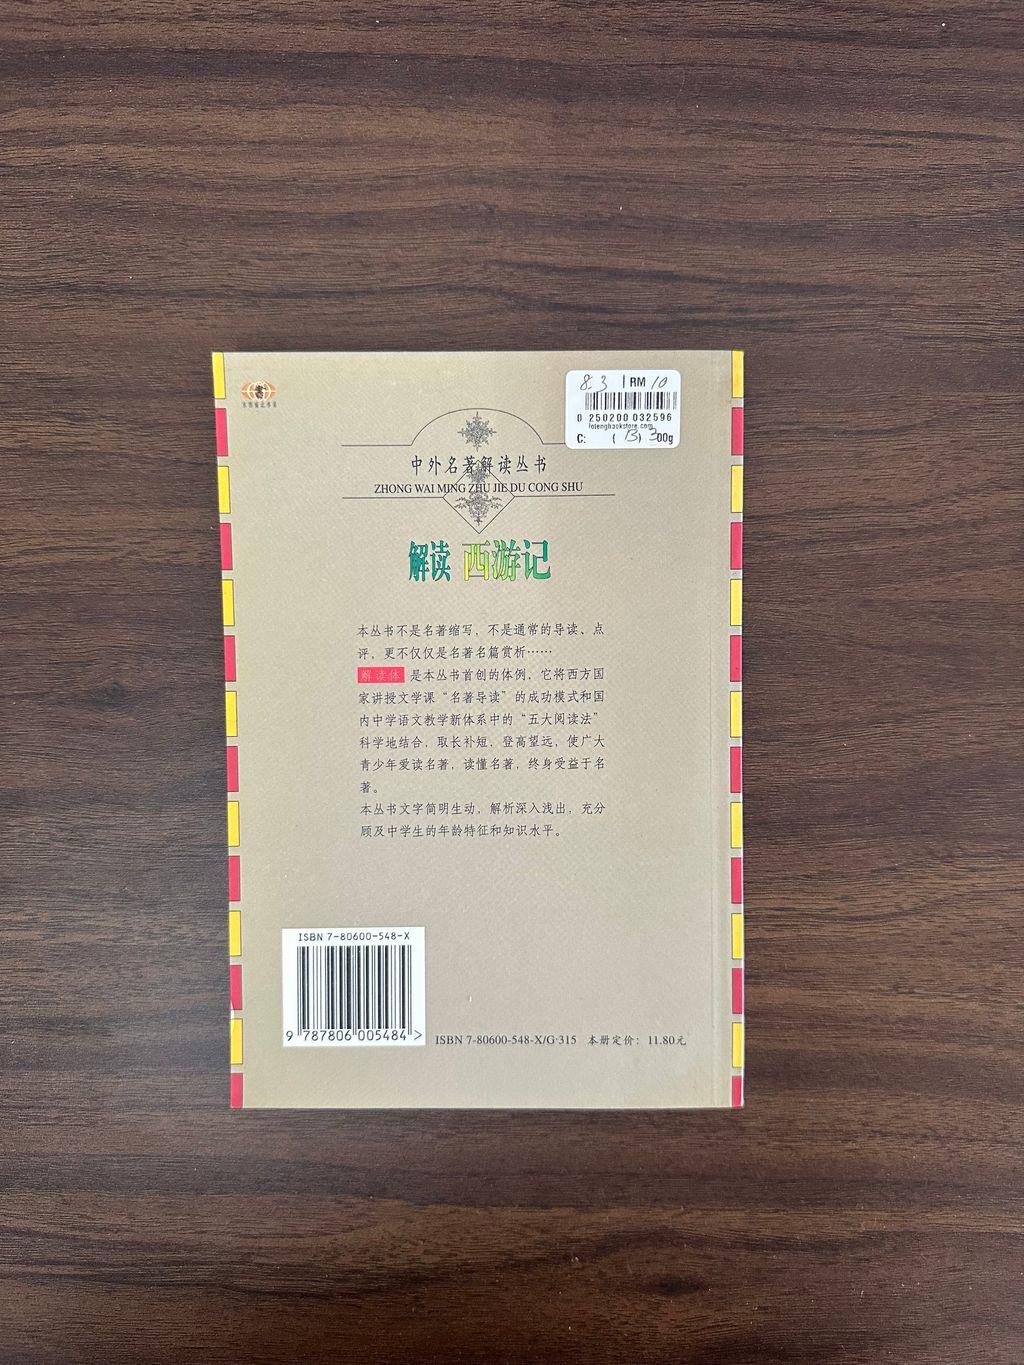 書
8.3 RM 10
0 250200 032596
C: ( B) 300g
中外名著解读丛书
ZHONG WAI MING ZHU JIE DU CONG SHU
解读 西游记
本丛书不是名著缩写，不是通常的导读、点
评，更不仅仅是名著名篇赏析……
解读体 是本丛书首创的体例，它将西方国
家讲授文学课“名著导读”的成功模式和国
内中学语文教学新体系中的“五大阅读法”
科学地结合，取长补短，登高望远，使广大
青少年爱读名著，读懂名著，终身受益于名
著。
本丛书文字简明生动，解析深入浅出，充分
顾及中学生的年龄特征和知识水平。
ISBN 7-80600-548-X
9 787806 005484 >
ISBN 7-80600-548-X/G·315 本册定价：11.80元